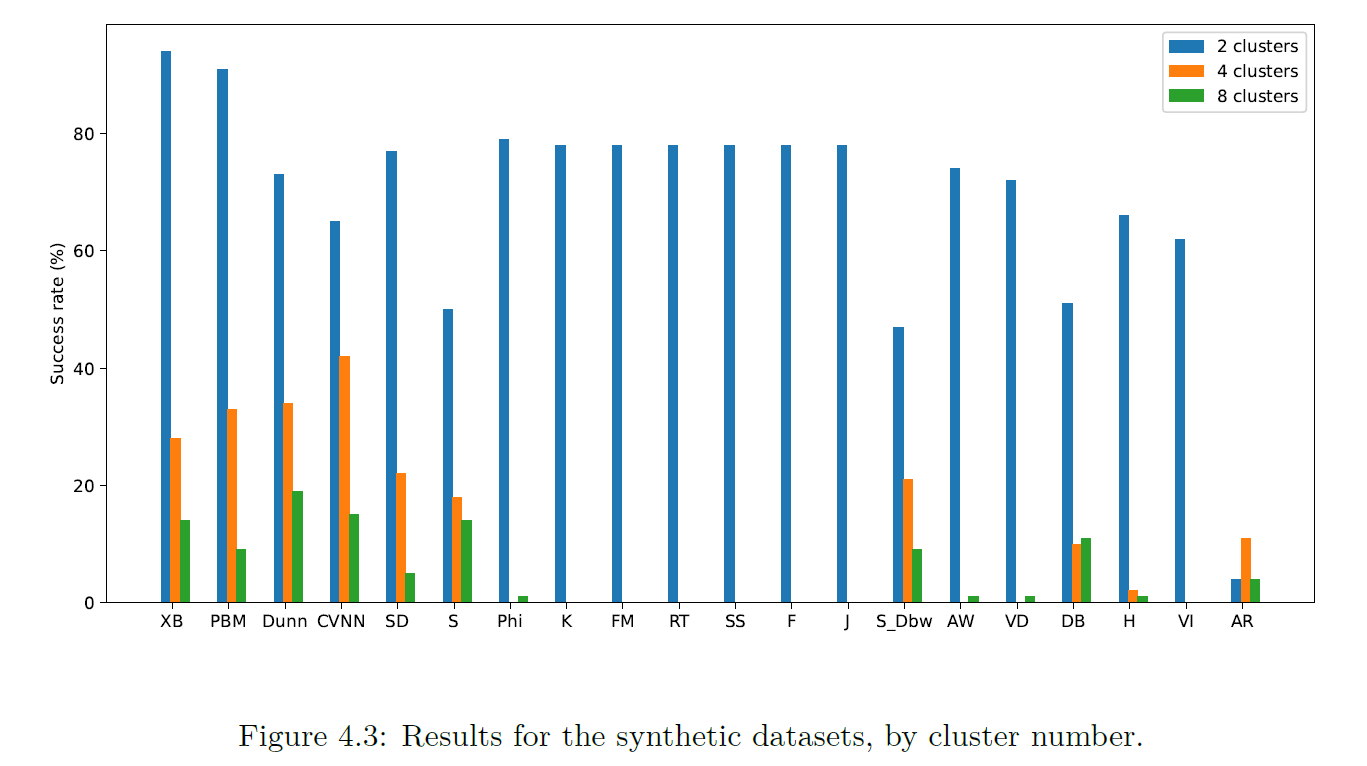 2 clusters
4 clusters
8 clusters
Success rate (%)
80
60
40
20
0
XB PBM Dunn CVNN SD S Phi K FM RT SS F J S_Dbw AW VD DB H VI AR
Figure 4.3: Results for the synthetic datasets, by cluster number.